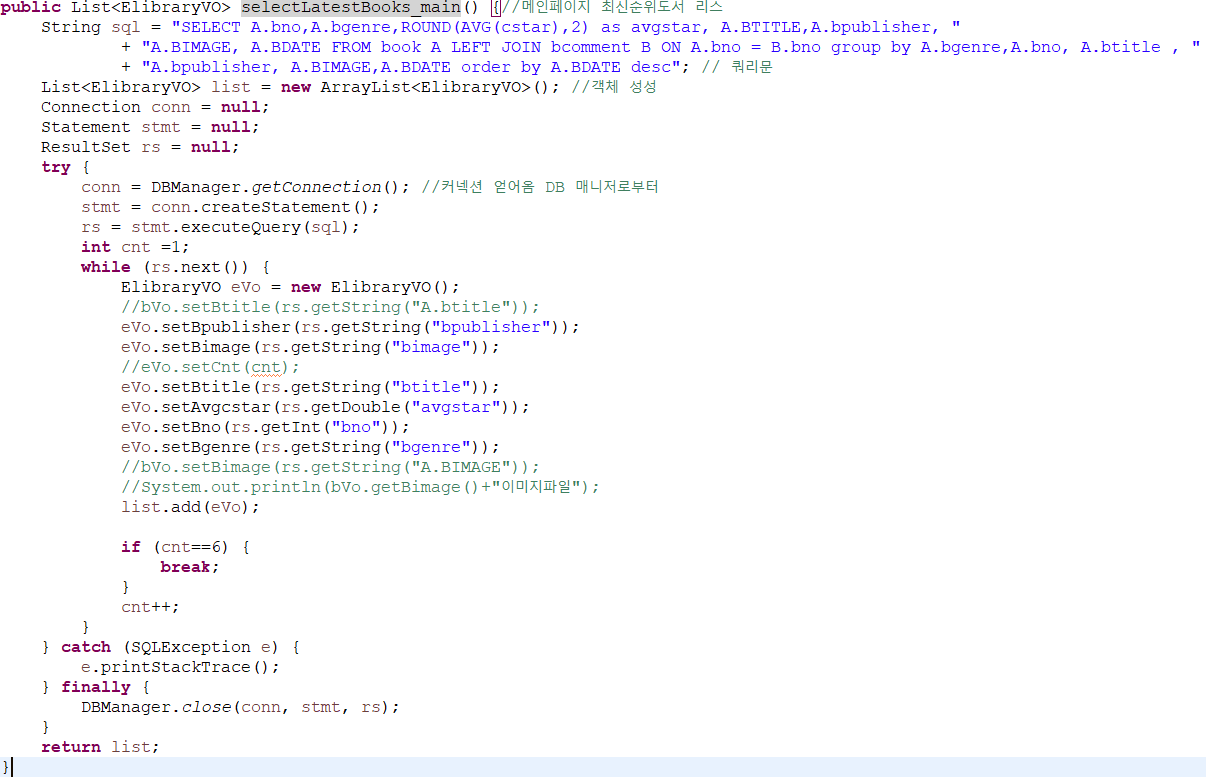 public List<ElibraryVO> selectLatestBooks_main() {//메인페이지 최신순위도서 리스
    String sql = "SELECT A.bno,A.bgenre,ROUND(AVG(cstar),2) as avgstar, A.BTITLE,A.bpublisher, "
            + "A.BIMAGE, A.BDATE FROM book A LEFT JOIN bcomment B ON A.bno = B.bno group by A.bgenre,A.bno, A.btitle , "
            + "A.bpublisher, A.BIMAGE,A.BDATE order by A.BDATE desc"; // 쿼리문
    List<ElibraryVO> list = new ArrayList<ElibraryVO>(); //객체 성성
    Connection conn = null;
    Statement stmt = null;
    ResultSet rs = null;
    try {
        conn = DBManager.getConnection(); //커넥션 얻어옴 DB 매니저로부터
        stmt = conn.createStatement();
        rs = stmt.executeQuery(sql);
        int cnt =1;
        while (rs.next()) {
            ElibraryVO eVo = new ElibraryVO();
            //bVo.setBtitle(rs.getString("A.btitle"));
            eVo.setBpublisher(rs.getString("bpublisher"));
            eVo.setBimage(rs.getString("bimage"));
            //eVo.setCnt(cnt);
            eVo.setBtitle(rs.getString("btitle"));
            eVo.setAvgcstar(rs.getDouble("avgstar"));
            eVo.setBno(rs.getInt("bno"));
            eVo.setBgenre(rs.getString("bgenre"));
            //bVo.setBimage(rs.getString("A.BIMAGE"));
            //System.out.println(bVo.getBimage()+"이미지파일");
            list.add(eVo);
            if (cnt==6) {
                break;
            }
            cnt++;
        }
    } catch (SQLException e) {
        e.printStackTrace();
    } finally {
        DBManager.close(conn, stmt, rs);
    }
    return list;
}